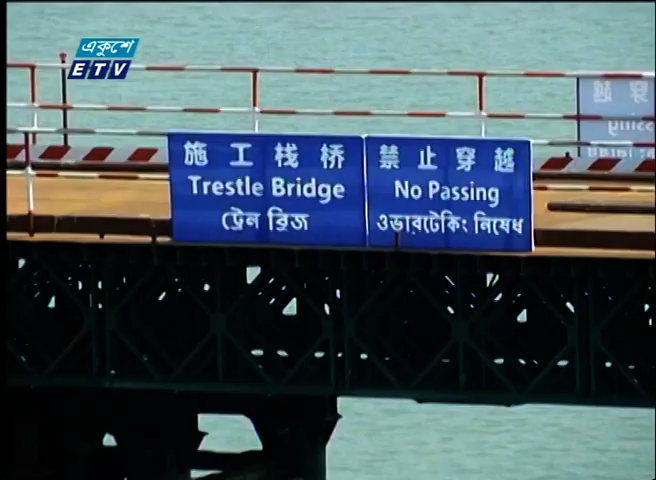 একুশে
ETV
施工栈桥
Trestle Bridge
ট্রেন ব্রিজ
禁止穿越
No Passing
ওভারটেকিং নিষেধ